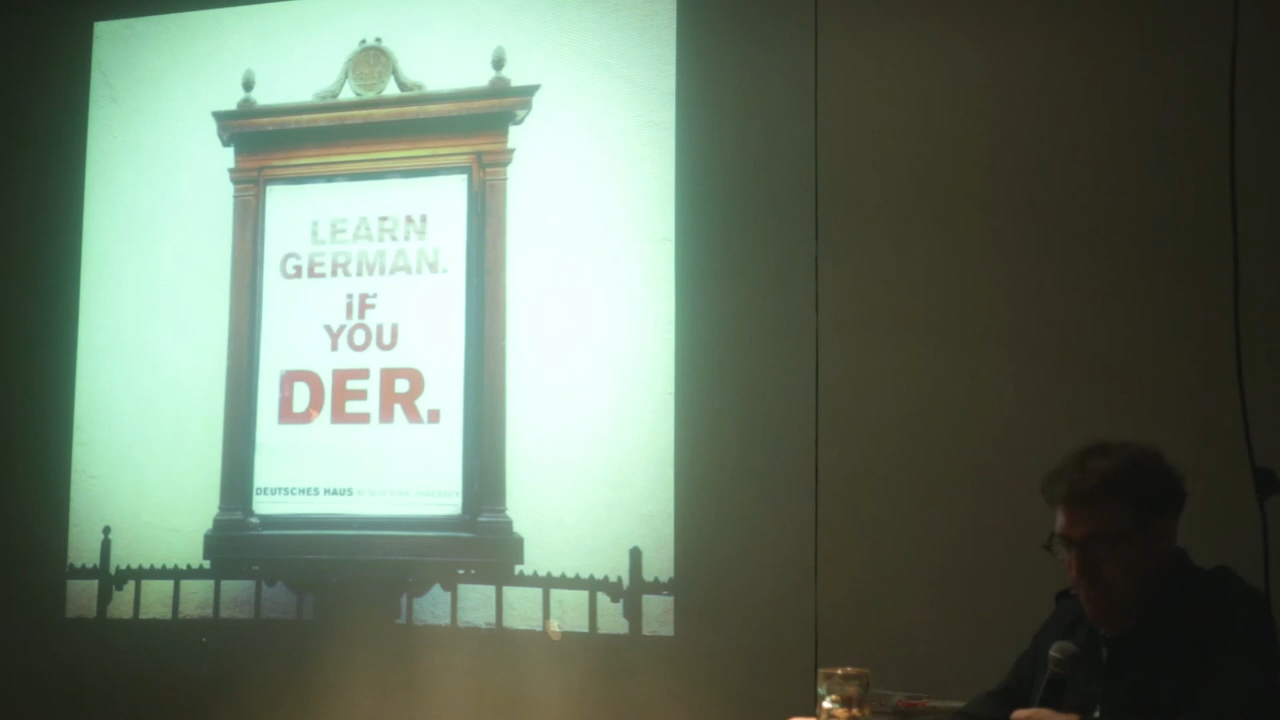 LEARN
GERMAN.
iF
YOU
DER.
DEUTSCHES HAUS